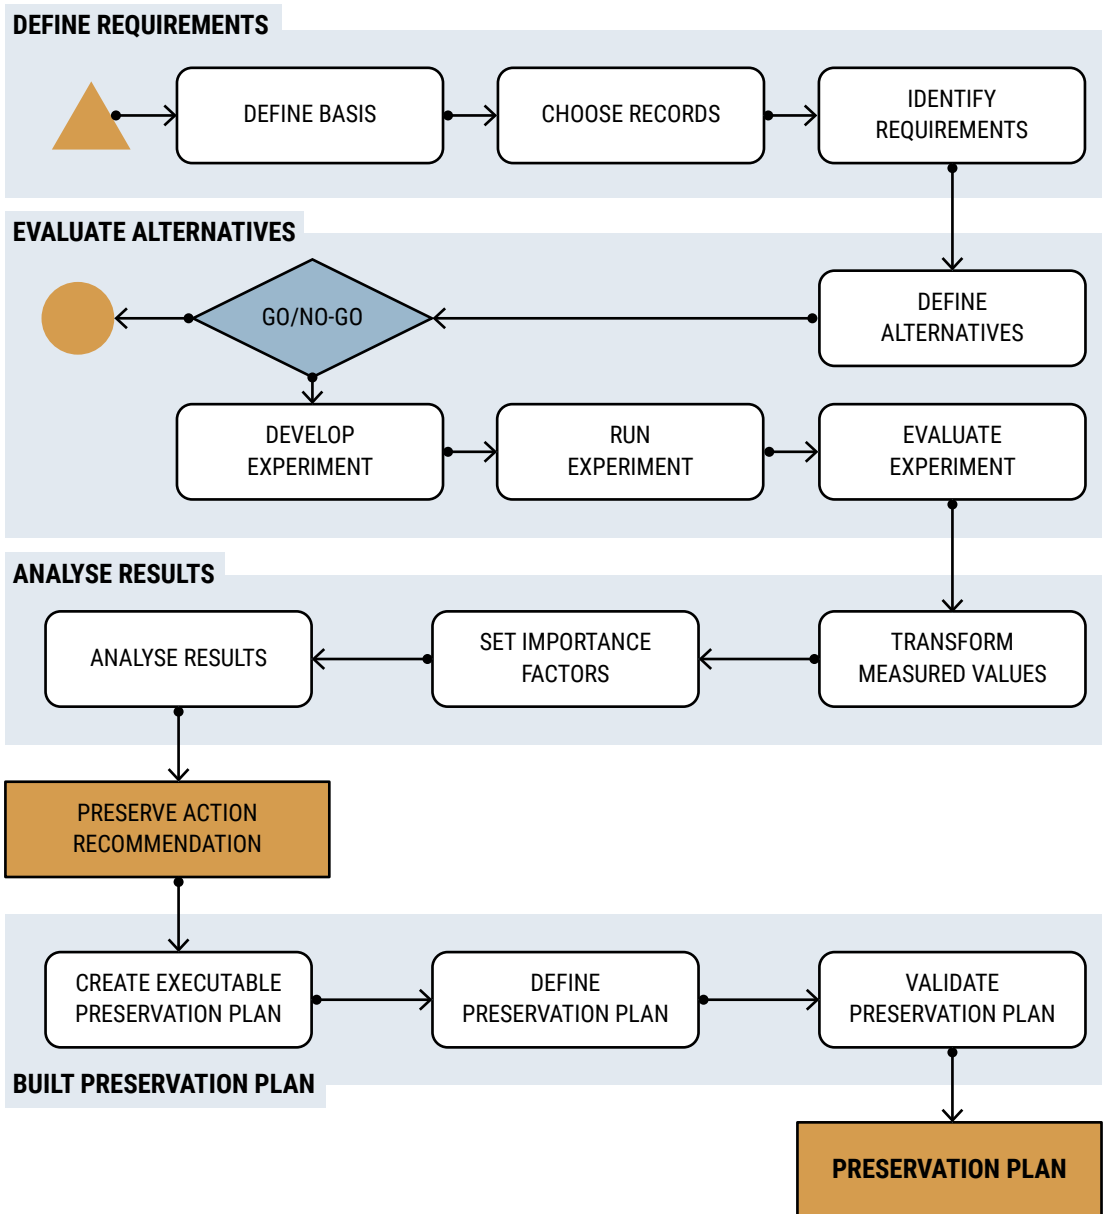 DEFINE REQUIREMENTS
DEFINE BASIS
CHOOSE RECORDS
IDENTIFY
REQUIREMENTS
EVALUATE ALTERNATIVES
GO/NO-GO
DEFINE
ALTERNATIVES
DEVELOP
EXPERIMENT
RUN
EXPERIMENT
EVALUATE
EXPERIMENT
ANALYSE RESULTS
ANALYSE RESULTS
SET IMPORTANCE
FACTORS
TRANSFORM
MEASURED VALUES
PRESERVE ACTION
RECOMMENDATION
CREATE EXECUTABLE
PRESERVATION PLAN
DEFINE
PRESERVATION PLAN
VALIDATE
PRESERVATION PLAN
BUILT PRESERVATION PLAN
PRESERVATION PLAN